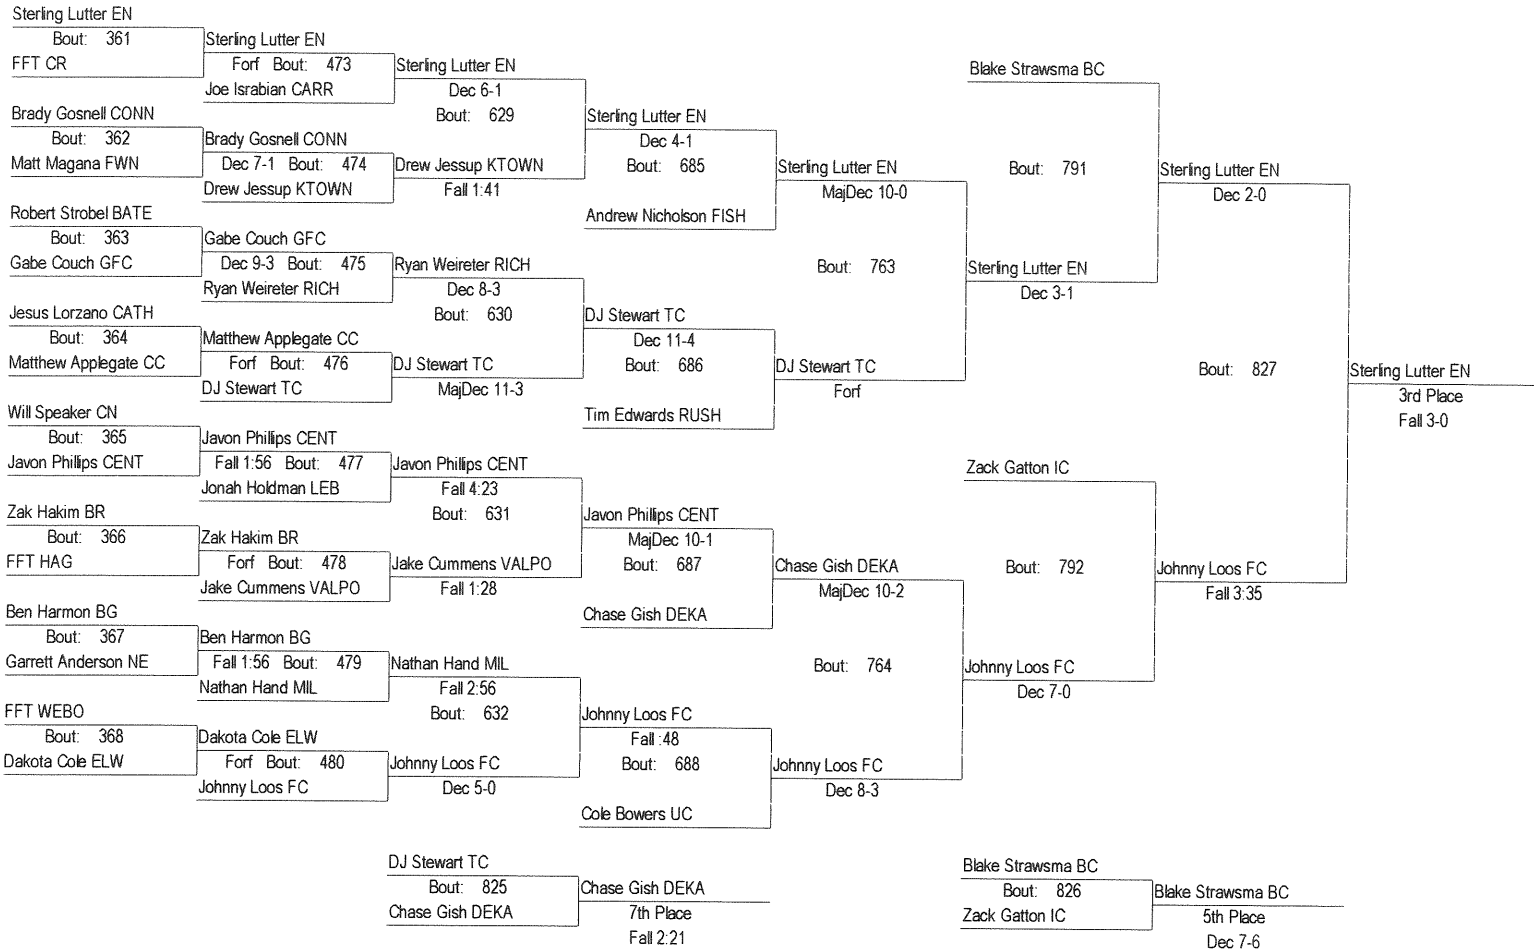 Sterling Lutter EN
Bout: 361
FFT CR
Sterling Lutter EN
Forf Bout: 473
Joe Israbian CARR
Brady Gosnell CONN
Bout: 362
Matt Magana FWN
Brady Gosnell CONN
Dec 7-1 Bout: 474
Drew Jessup KTOWN
Robert Strobel BATE
Bout: 363
Gabe Couch GFC
Gabe Couch GFC
Dec 9-3 Bout: 475
Ryan Weireter RICH
Jesus Lorzano CATH
Bout: 364
Matthew Applegate CC
Matthew Applegate CC
Forf Bout: 476
DJ Stewart TC
Will Speaker CN
Bout: 365
Javon Phillips CENT
Javon Phillips CENT
Fall 1:56 Bout: 477
Jonah Holdman LEB
Zak Hakim BR
Bout: 366
FFT HAG
Zak Hakim BR
Forf Bout: 478
Jake Cummens VALPO
Ben Harmon BG
Bout: 367
Garrett Anderson NE
Ben Harmon BG
Fall 1:56 Bout: 479
Nathan Hand MIL
FFT WEBO
Bout: 368
Dakota Cole ELW
Dakota Cole ELW
Forf Bout: 480
Johnny Loos FC
Sterling Lutter EN
Dec 6-1
Bout: 629
Drew Jessup KTOWN
Fall 1:41
Ryan Weireter RICH
Dec 8-3
Bout: 630
DJ Stewart TC
MajDec 11-3
Javon Phillips CENT
Fall 4:23
Bout: 631
Jake Cummens VALPO
Fall 1:28
Nathan Hand MIL
Fall 2:56
Bout: 632
Johnny Loos FC
Dec 5-0
Sterling Lutter EN
Dec 4-1
Bout: 685
Andrew Nicholson FISH
DJ Stewart TC
Dec 11-4
Bout: 686
Tim Edwards RUSH
Javon Phillips CENT
MajDec 10-1
Bout: 687
Chase Gish DEKA
Johnny Loos FC
Fall :48
Bout: 688
Cole Bowers UC
Sterling Lutter EN
MajDec 10-0
Bout: 763
DJ Stewart TC
Forf
Chase Gish DEKA
MajDec 10-2
Bout: 764
Johnny Loos FC
Dec 8-3
Blake Strawsma BC
Bout: 791
Sterling Lutter EN
Dec 3-1
Zack Gatton IC
Bout: 792
Johnny Loos FC
Dec 7-0
Sterling Lutter EN
Dec 2-0
Bout: 827
Johnny Loos FC
Fall 3:35
Sterling Lutter EN
3rd Place
Fall 3-0
DJ Stewart TC
Bout: 825
Chase Gish DEKA
Chase Gish DEKA
7th Place
Fall 2:21
Blake Strawsma BC
Bout: 826
Zack Gatton IC
Blake Strawsma BC
5th Place
Dec 7-6